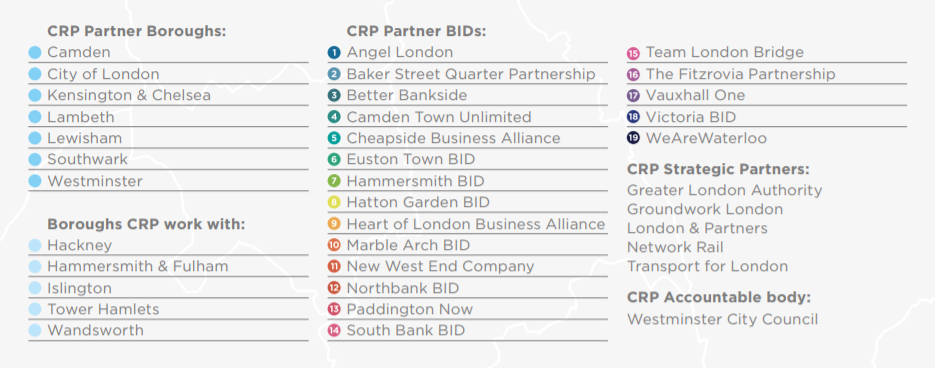 CRP Partner Boroughs:
Camden
City of London
Kensington & Chelsea
Lambeth
Lewisham
Southwark
Westminster
Boroughs CRP work with:
Hackney
Hammersmith & Fulham
Islington
Tower Hamlets
Wandsworth
CRP Partner BIDs:
1 Angel London
2 Baker Street Quarter Partnership
3 Better Bankside
4 Camden Town Unlimited
5 Cheapside Business Alliance
6 Euston Town BID
7 Hammersmith BID
8 Hatton Garden BID
9 Heart of London Business Alliance
10 Marble Arch BID
11 New West End Company
12 Northbank BID
13 Paddington Now
14 South Bank BID
15 Team London Bridge
16 The Fitzrovia Partnership
17 Vauxhall One
18 Victoria BID
19 WeAreWaterloo
CRP Strategic Partners:
Greater London Authority
Groundwork London
London & Partners
Network Rail
Transport for London
CRP Accountable body:
Westminster City Council